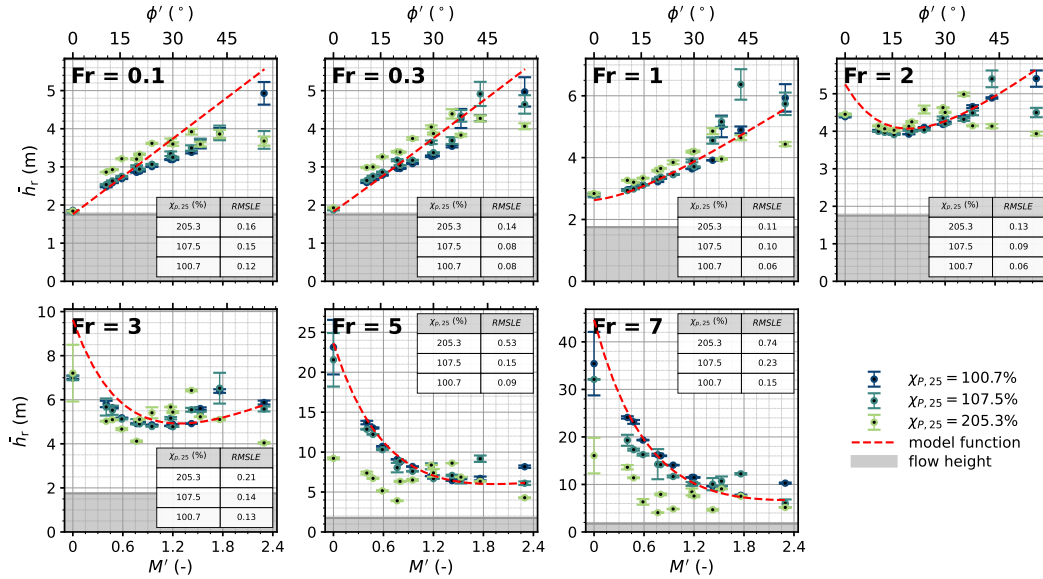 ϕ′ (°) ϕ′ (°) ϕ′ (°) ϕ′ (°)
0 15 30 45 0 15 30 45 0 15 30 45 0 15 30 45
Fr = 0.1
5
4
3
2
1
0
h̄r (m)
χP,25 (%) RMSLE
205.3 0.16
107.5 0.15
100.7 0.12
Fr = 0.3
5
4
3
2
1
0
χP,25 (%) RMSLE
205.3 0.14
107.5 0.08
100.7 0.08
Fr = 1
6
4
2
0
χP,25 (%) RMSLE
205.3 0.11
107.5 0.10
100.7 0.06
Fr = 2
5
4
3
2
1
0
χP,25 (%) RMSLE
205.3 0.13
107.5 0.09
100.7 0.06
Fr = 3
10
8
6
4
2
0
h̄r (m)
χP,25 (%) RMSLE
205.3 0.21
107.5 0.14
100.7 0.13
0 0.6 1.2 1.8 2.4
M′ (-)
Fr = 5
25
20
15
10
5
0
χP,25 (%) RMSLE
205.3 0.53
107.5 0.15
100.7 0.09
0 0.6 1.2 1.8 2.4
M′ (-)
Fr = 7
40
30
20
10
0
χP,25 (%) RMSLE
205.3 0.74
107.5 0.23
100.7 0.15
0 0.6 1.2 1.8 2.4
M′ (-)
χP,25 = 100.7%
χP,25 = 107.5%
χP,25 = 205.3%
model function
flow height